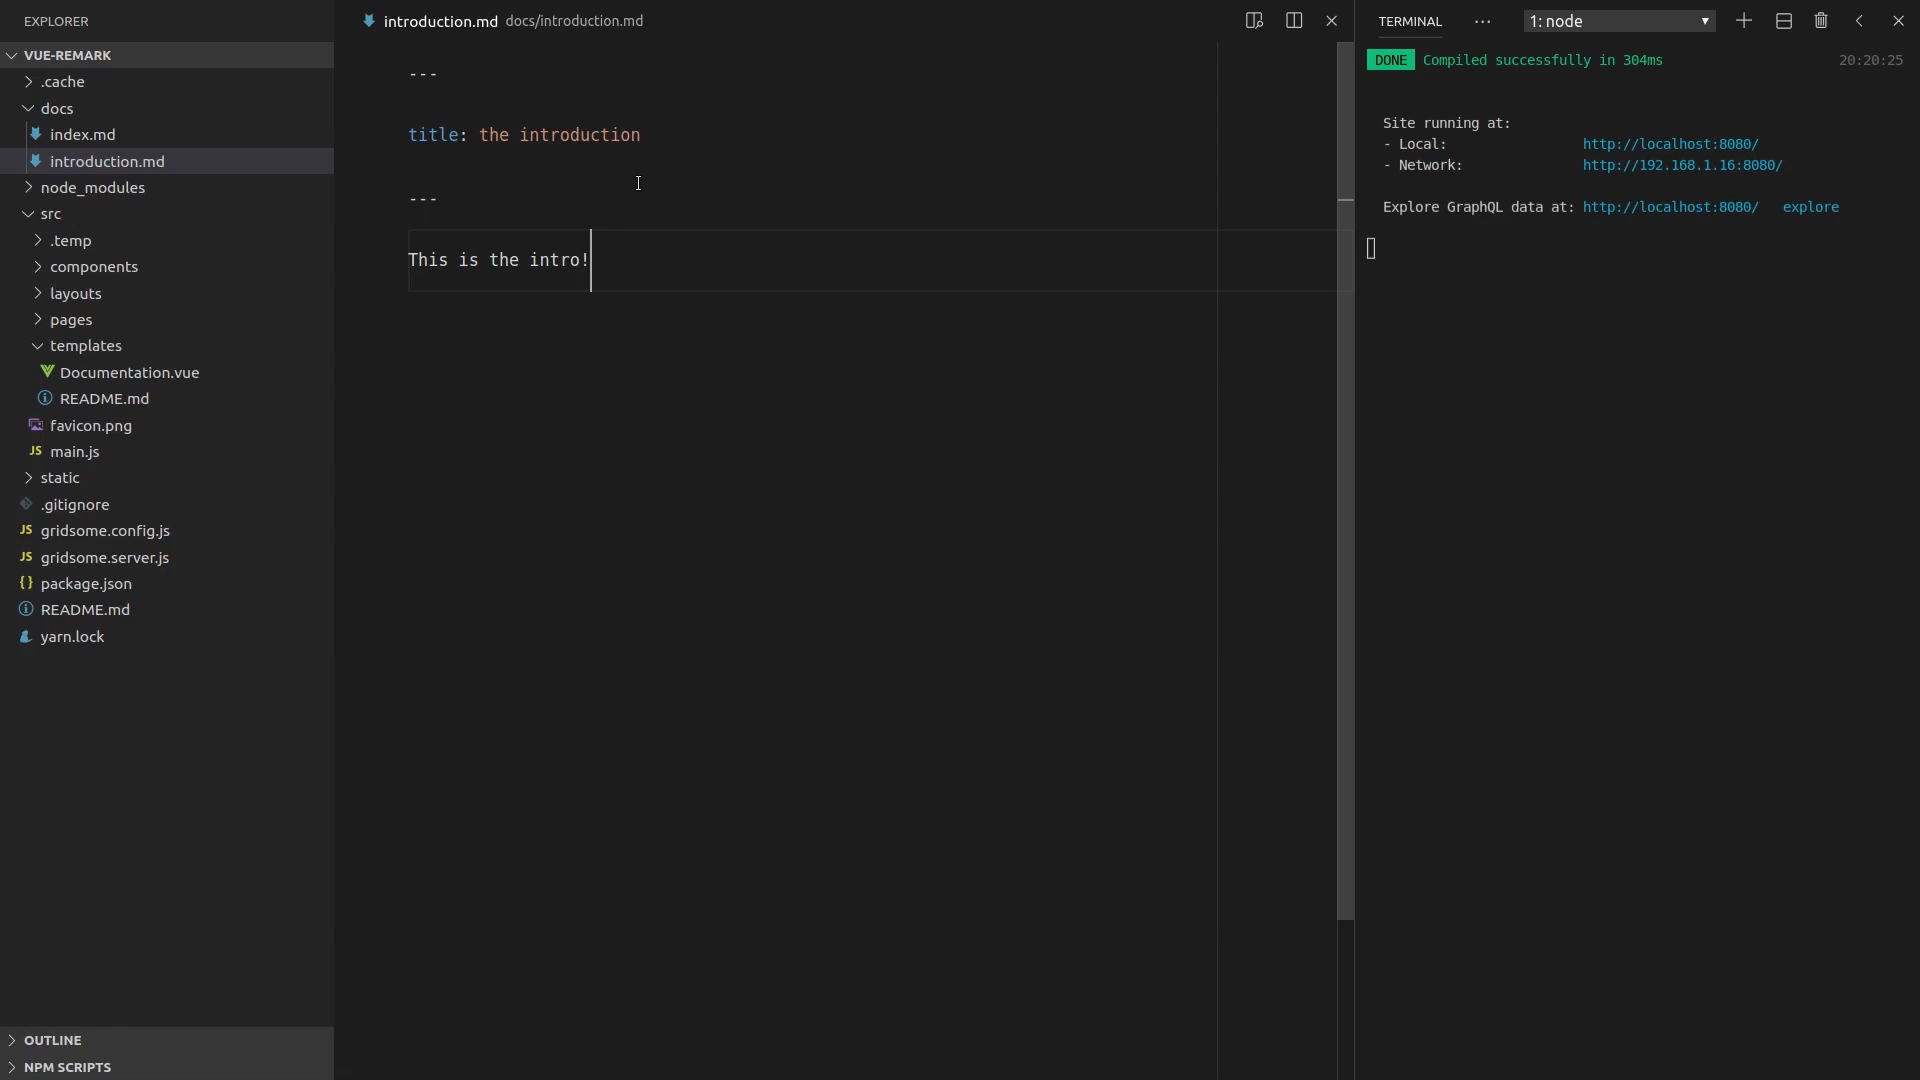 EXPLORER
VUE-REMARK
.cache
docs
index.md
introduction.md
node_modules
src
.temp
components
layouts
pages
templates
Documentation.vue
README.md
favicon.png
JS main.js
static
.gitignore
JS gridsome.config.js
JS gridsome.server.js
{} package.json
README.md
yarn.lock
OUTLINE
NPM SCRIPTS
introduction.md docs/introduction.md
---
title: the introduction
---
This is the intro!
TERMINAL ··· 1: node
DONE Compiled successfully in 304ms 20:20:25
Site running at:
- Local: http://localhost:8080/
- Network: http://192.168.1.16:8080/
Explore GraphQL data at: http://localhost:8080/ explore